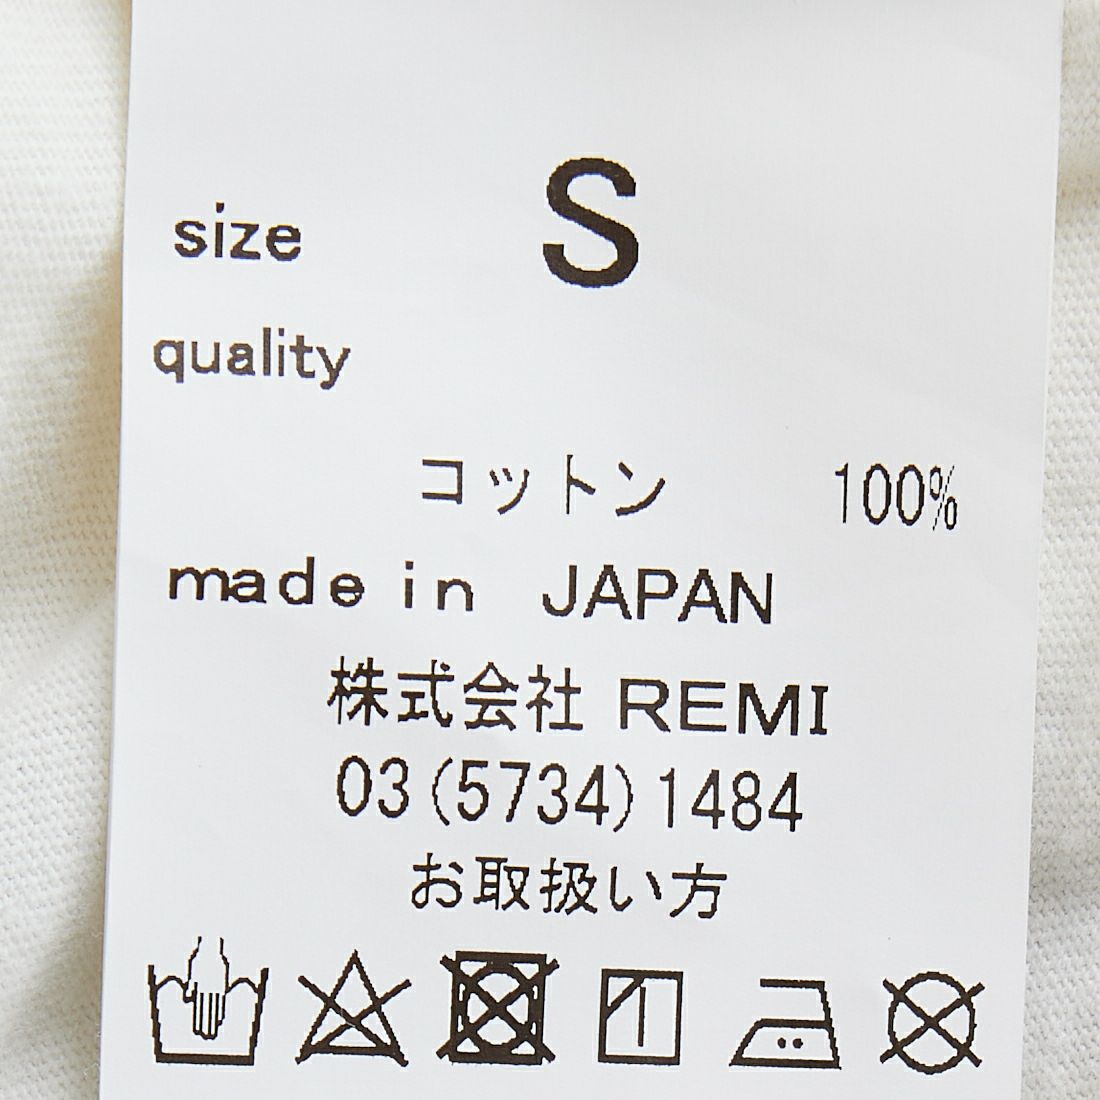 size S
quality
コットン 100%
made in JAPAN
株式会社 REMI
03(5734)1484
お取扱い方